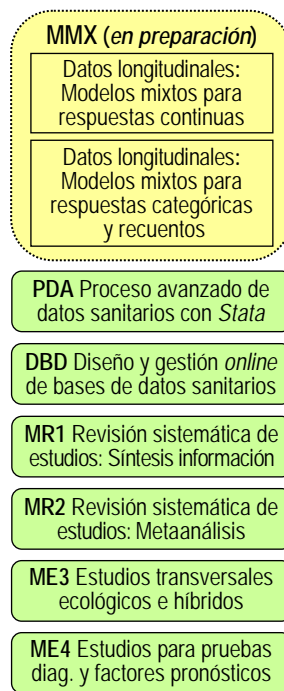 MMX (en preparación)
Datos longitudinales:
Modelos mixtos para
respuestas continuas
Datos longitudinales:
Modelos mixtos para
respuestas categóricas
y recuentos
PDA Proceso avanzado de
datos sanitarios con Stata
DBD Diseño y gestión online
de bases de datos sanitarios
MR1 Revisión sistemática de
estudios: Síntesis información
MR2 Revisión sistemática de
estudios: Metaanálisis
ME3 Estudios transversales
ecológicos e híbridos
ME4 Estudios para pruebas
diag. y factores pronósticos